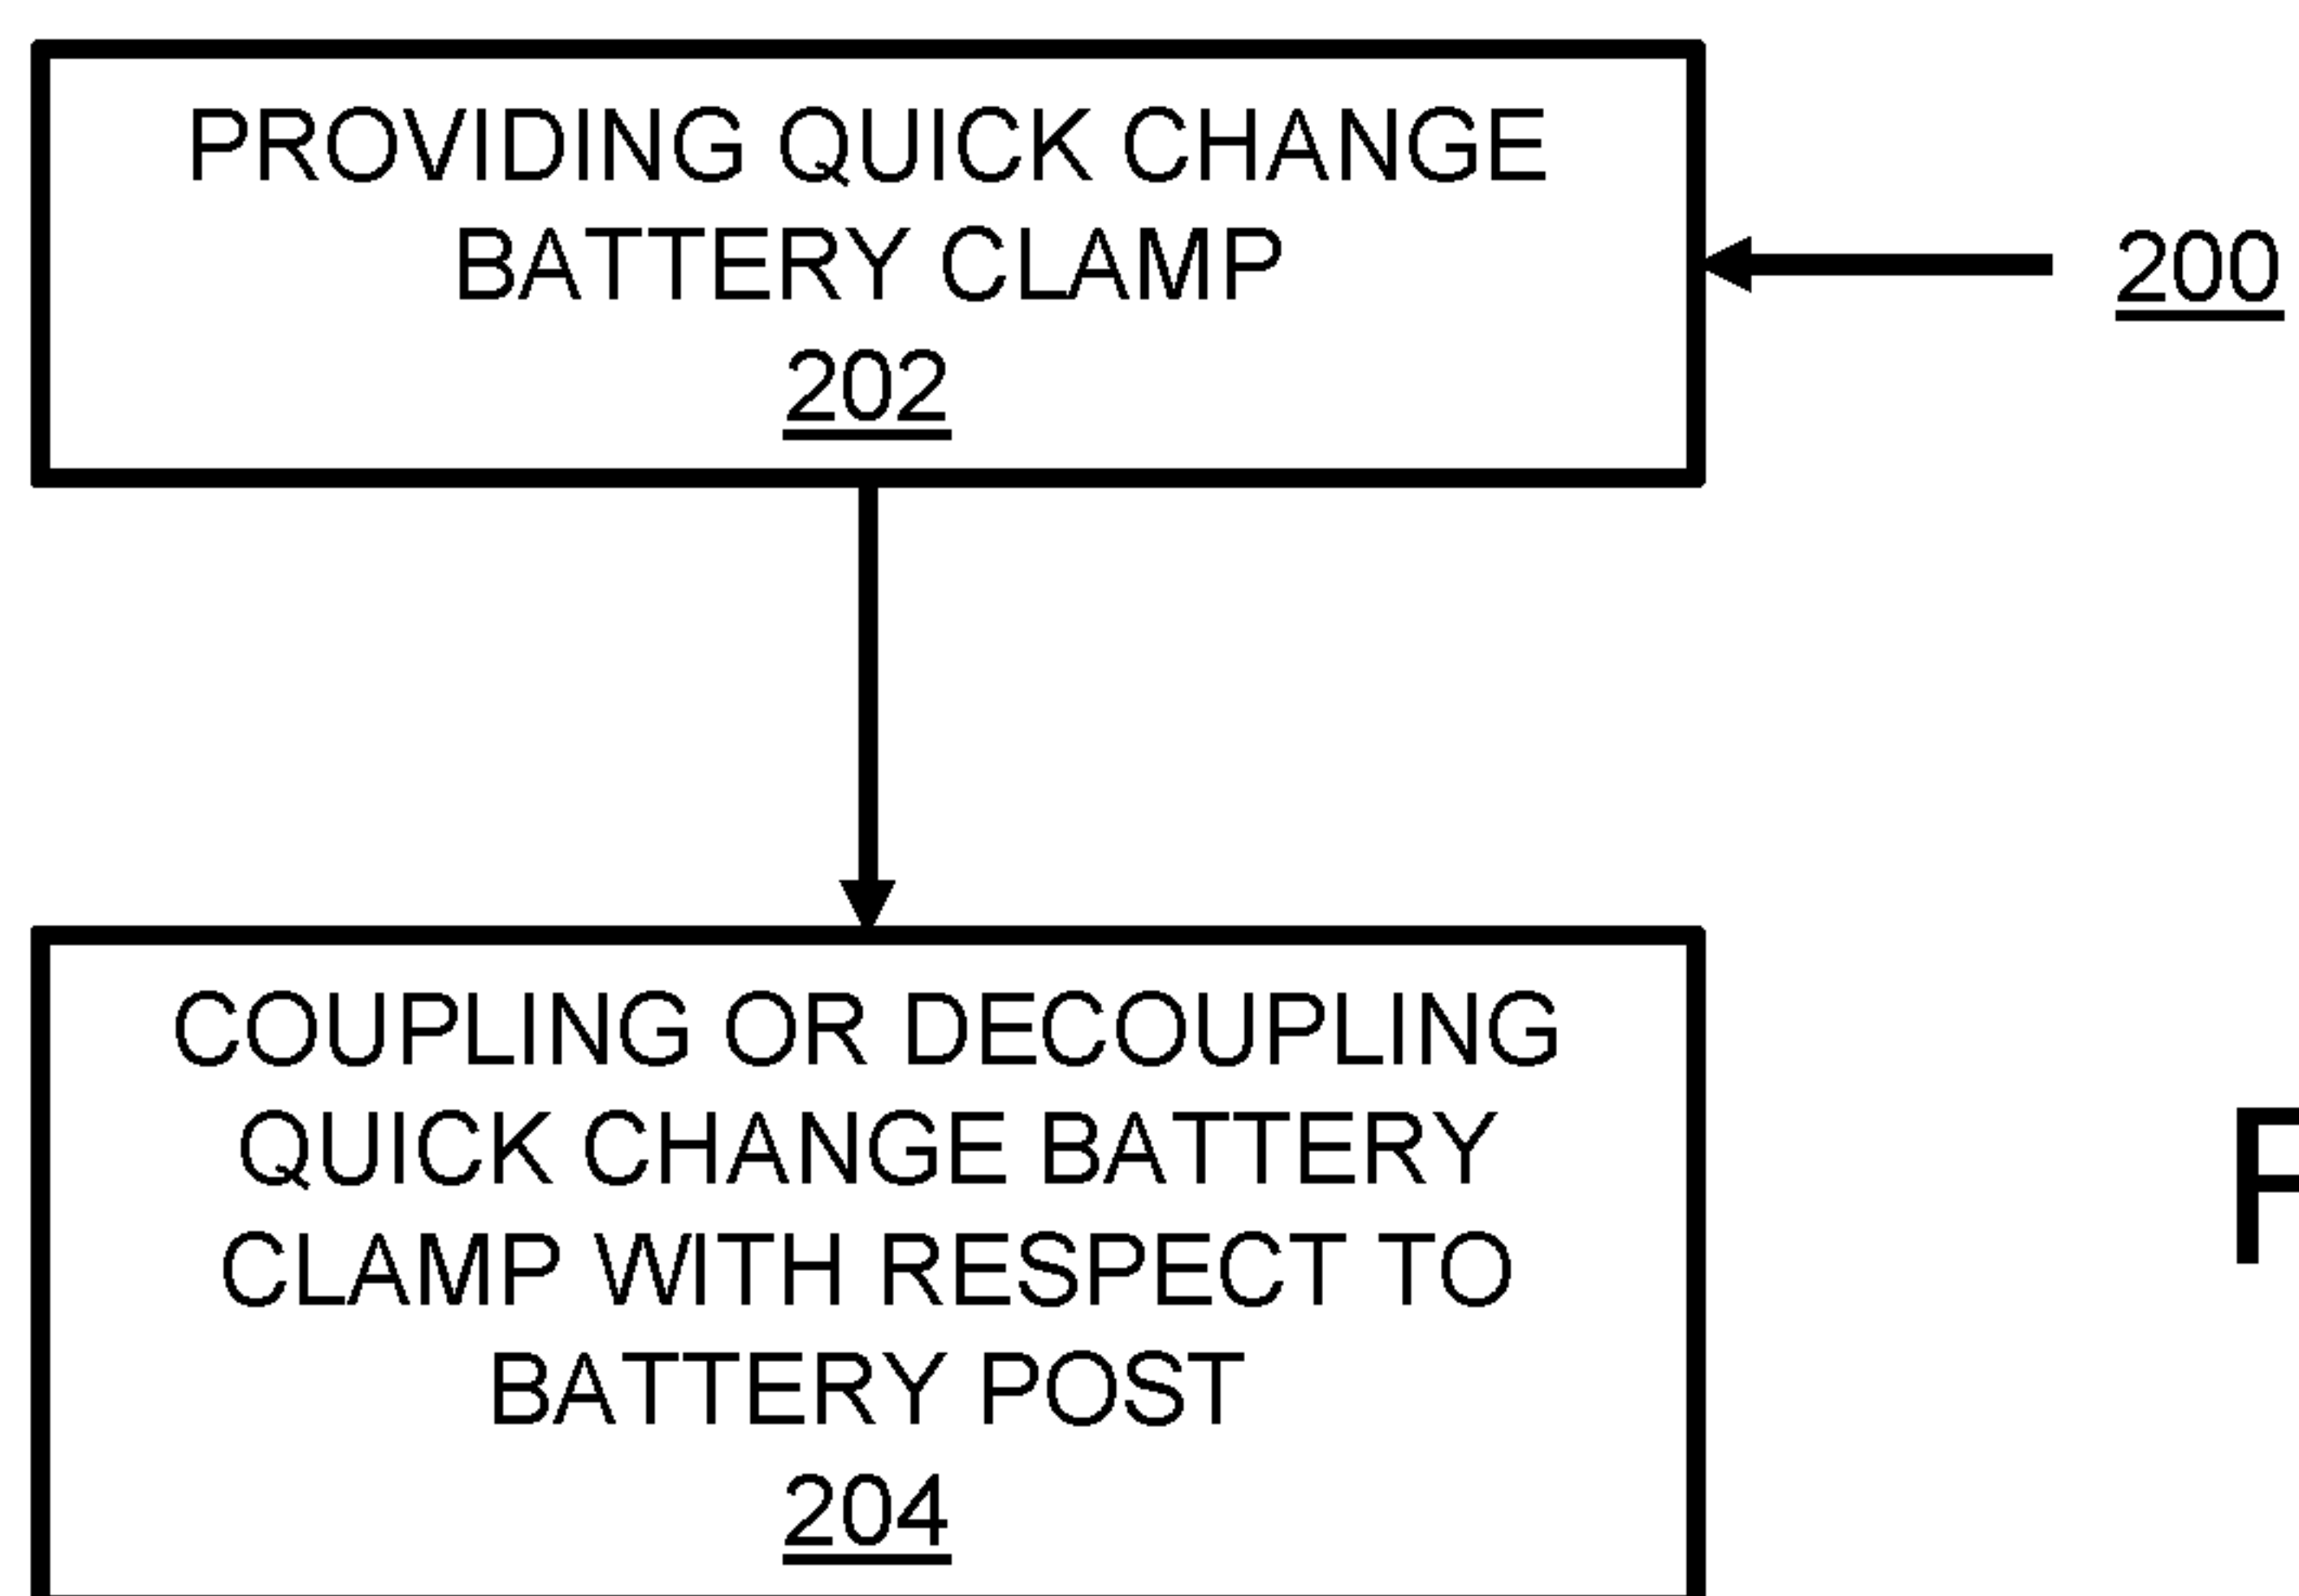 PROVIDING QUICK CHANGE
BATTERY CLAMP
202
200
COUPLING OR DECOUPLING
QUICK CHANGE BATTERY
CLAMP WITH RESPECT TO
BATTERY POST
204